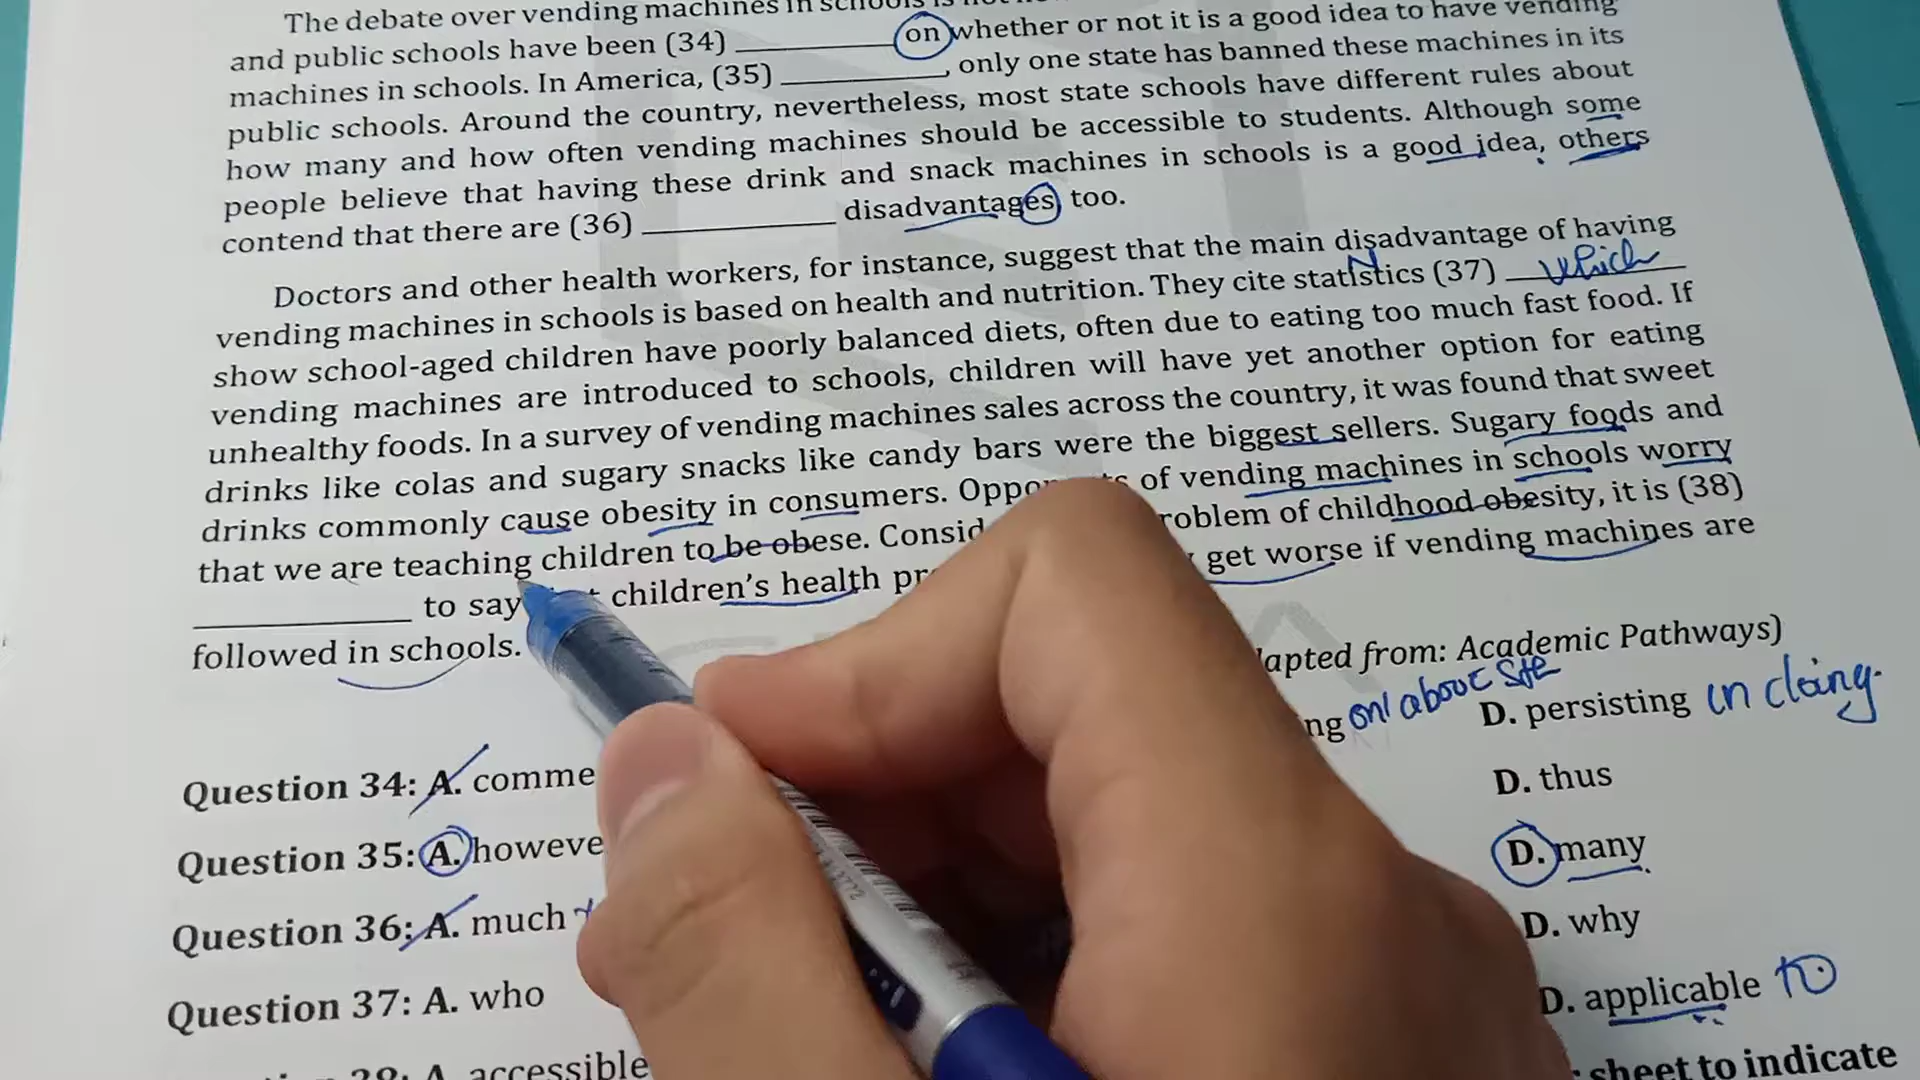 The debate over vending machines in schools is
and public schools have been (34) ________ on whether or not it is a good idea to have vending
machines in schools. In America, (35) ________, only one state has banned these machines in its
public schools. Around the country, nevertheless, most state schools have different rules about
how many and how often vending machines should be accessible to students. Although some
people believe that having these drink and snack machines in schools is a good idea, others
contend that there are (36) ________ disadvantages too.
Doctors and other health workers, for instance, suggest that the main disadvantage of having
vending machines in schools is based on health and nutrition. They cite statistics (37) which
N
show school-aged children have poorly balanced diets, often due to eating too much fast food. If
vending machines are introduced to schools, children will have yet another option for eating
unhealthy foods. In a survey of vending machines sales across the country, it was found that sweet
drinks like colas and sugary snacks like candy bars were the biggest sellers. Sugary foods and
drinks commonly cause obesity in consumers. of vending machines in schools worry
that we are teaching children to be obese. problem of childhood obesity, it is (38)
________ to say children's health get worse if vending machines are
followed in schools.
from: Academic Pathways)
Question 34: A. on/about sth D. persisting in doing.
Question 35: A. D. thus
Question 36: A. much D. many
Question 37: A. who D. why
A. accessible D. applicable to
sheet to indicate